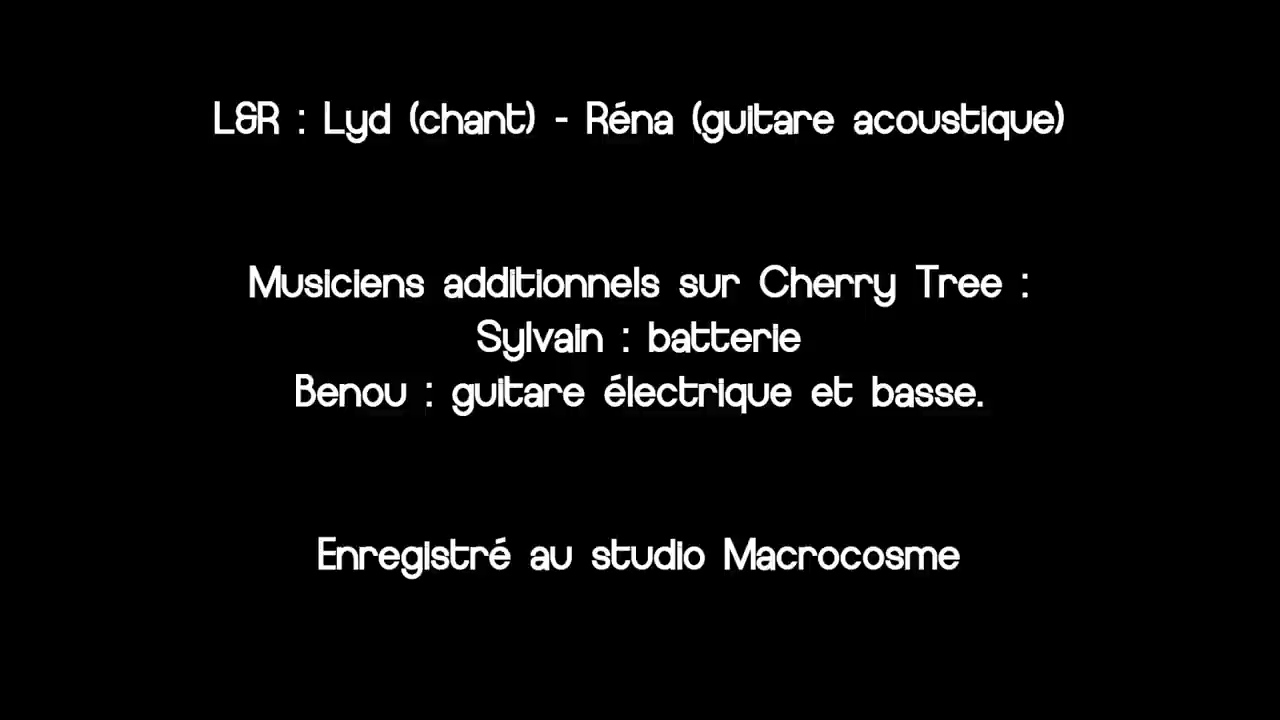 L&R : Lyd (chant) - Réna (guitare acoustique)
Musiciens additionnels sur Cherry Tree :
Sylvain : batterie
Benou : guitare électrique et basse.
Enregistré au studio Macrocosme